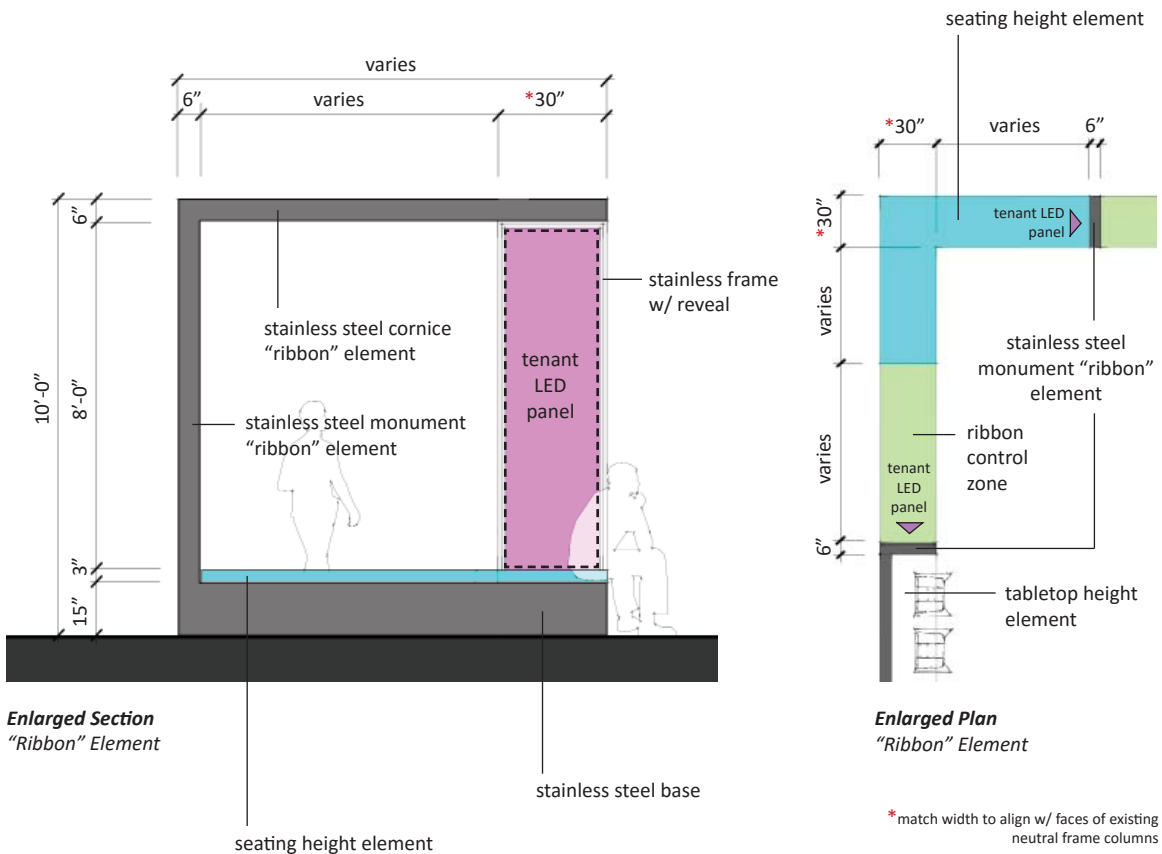 seating height element
varies
6”
varies
*30”
*30”
varies
6”
6”
10’-0”
8’-0”
3”
15”
stainless steel cornice
“ribbon” element
stainless steel monument
“ribbon” element
tenant
LED
panel
stainless frame
w/ reveal
*30”
varies
varies
6”
tenant LED
panel
stainless steel
monument “ribbon”
element
ribbon
control
zone
tenant
LED
panel
tabletop height
element
Enlarged Section
“Ribbon” Element
Enlarged Plan
“Ribbon” Element
stainless steel base
seating height element
*match width to align w/ faces of existing
neutral frame columns